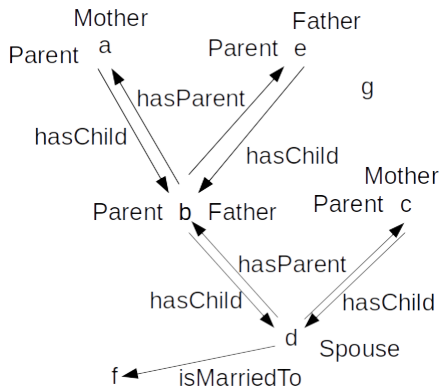 Mother
Father
Parent a
Parent e
hasParent
g
hasChild
hasChild
Mother
Parent b Father
Parent c
hasParent
hasChild
hasChild
d Spouse
f isMarriedTo